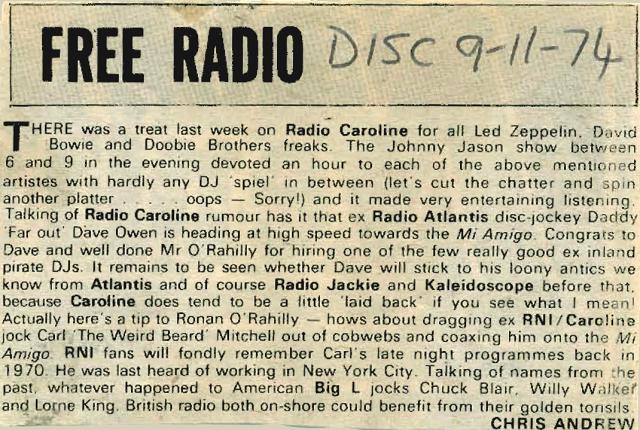 FREE RADIO DISC 9-11-74
THERE was a treat last week on Radio Caroline for all Led Zeppelin, David
Bowie and Doobie Brothers freaks. The Johnny Jason show between
6 and 9 in the evening devoted an hour to each of the above mentioned
artistes with hardly any DJ 'spiel' in between (let's cut the chatter and spin
another platter . . . . . oops — Sorry!) and it made very entertaining listening.
Talking of Radio Caroline rumour has it that ex Radio Atlantis disc-jockey Daddy
'Far out' Dave Owen is heading at high speed towards the Mi Amigo. Congrats to
Dave and well done Mr O'Rahilly for hiring one of the few really good ex inland
pirate DJs. It remains to be seen whether Dave will stick to his loony antics we
know from Atlantis and of course Radio Jackie and Kaleidoscope before that,
because Caroline does tend to be a little 'laid back' if you see what I mean!
Actually here's a tip to Ronan O'Rahilly — hows about dragging ex RNI/Caroline
jock Carl 'The Weird Beard' Mitchell out of cobwebs and coaxing him onto the Mi
Amigo. RNI fans will fondly remember Carl's late night programmes back in
1970. He was last heard of working in New York City. Talking of names from the
past, whatever happened to American Big L jocks Chuck Blair, Willy Walker
and Lorne King. British radio both on-shore could benefit from their golden tonsils.
CHRIS ANDREW